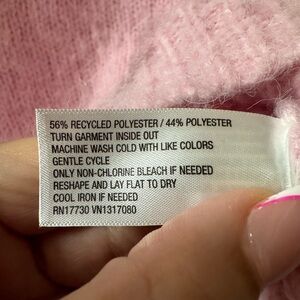 56% RECYCLED POLYESTER / 44% POLYESTER
TURN GARMENT INSIDE OUT
MACHINE WASH COLD WITH LIKE COLORS
GENTLE CYCLE
ONLY NON-CHLORINE BLEACH IF NEEDED
RESHAPE AND LAY FLAT TO DRY
COOL IRON IF NEEDED
RN17730 VN1317080